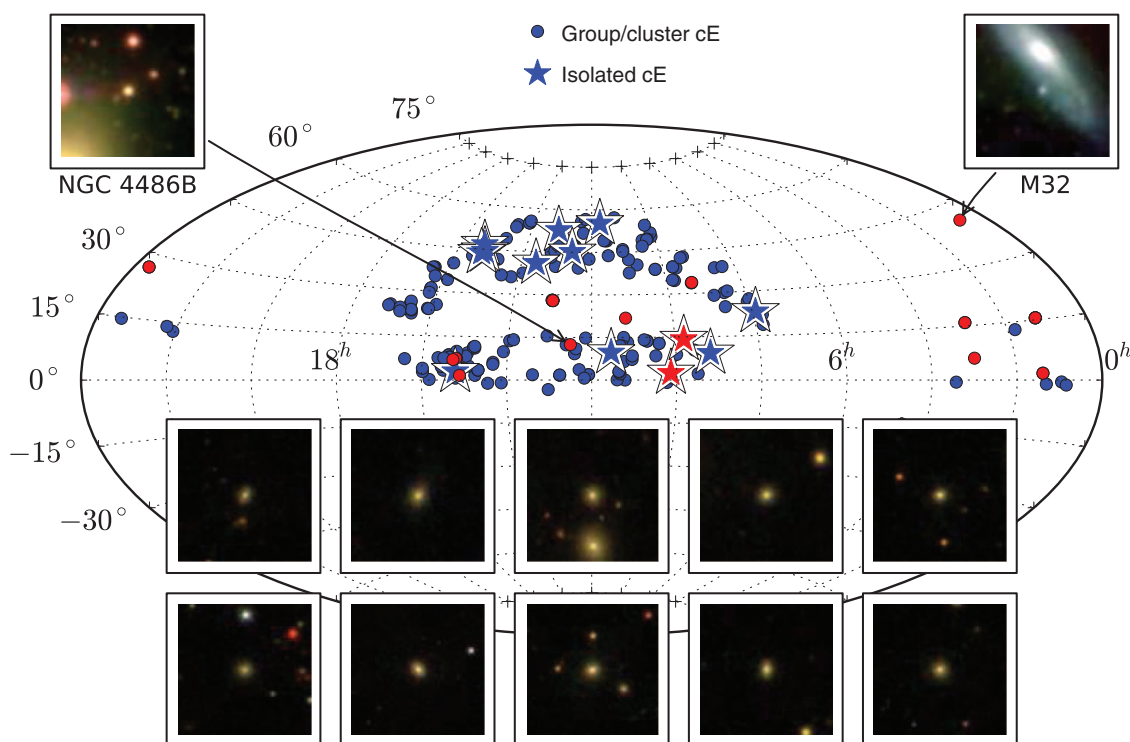 Group/cluster cE
Isolated cE
NGC 4486B
M32
75°
60°
30°
15°
0°
−15°
−30°
18h
6h
0h